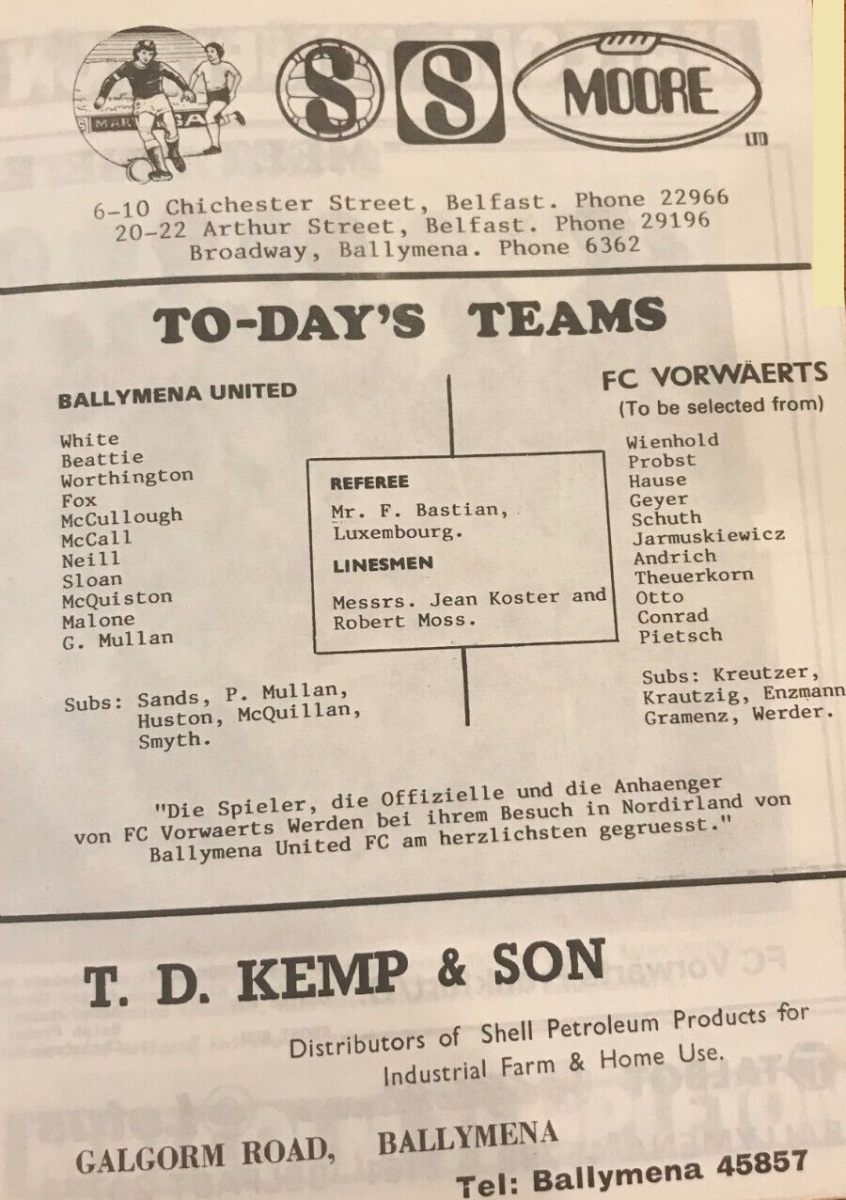 S MAR
S S MOORE
LTD
6-10 Chichester Street, Belfast. Phone 22966
20-22 Arthur Street, Belfast. Phone 29196
Broadway, Ballymena. Phone 6362
TO-DAY'S TEAMS
BALLYMENA UNITED
White
Beattie
Worthington
Fox
McCullough
McCall
Neill
Sloan
McQuiston
Malone
G. Mullan
Subs: Sands, P. Mullan,
Huston, McQuillan,
Smyth.
REFEREE
Mr. F. Bastian,
Luxembourg.
LINESMEN
Messrs. Jean Koster and
Robert Moss.
FC VORWÄERTS
(To be selected from)
Wienhold
Probst
Hause
Geyer
Schuth
Jarmuskiewicz
Andrich
Theuerkorn
Otto
Conrad
Pietsch
Subs: Kreutzer,
Krautzig, Enzmann
Gramenz, Werder.
"Die Spieler, die Offizielle und die Anhaenger
von FC Vorwaerts Werden bei ihrem Besuch in Nordirland von
Ballymena United FC am herzlichsten gegruesst."
T. D. KEMP & SON
Distributors of Shell Petroleum Products for
Industrial Farm & Home Use.
GALGORM ROAD, BALLYMENA
Tel: Ballymena 45857